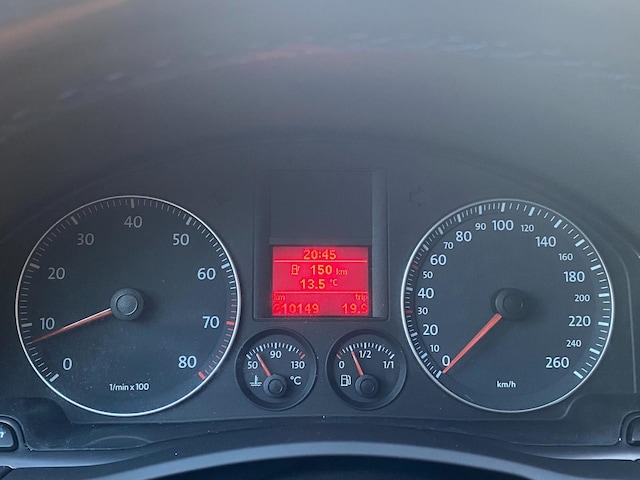 20:45
150 km
13.5 °C
km trip
210149 19.9
0 10 20 30 40 50 60 70 80
1/min x 100
50 90 130
°C
0 1/2 1/1
0 10 20 30 40 50 60 70 80 90 100 120 140 160 180 200 220 240 260
km/h